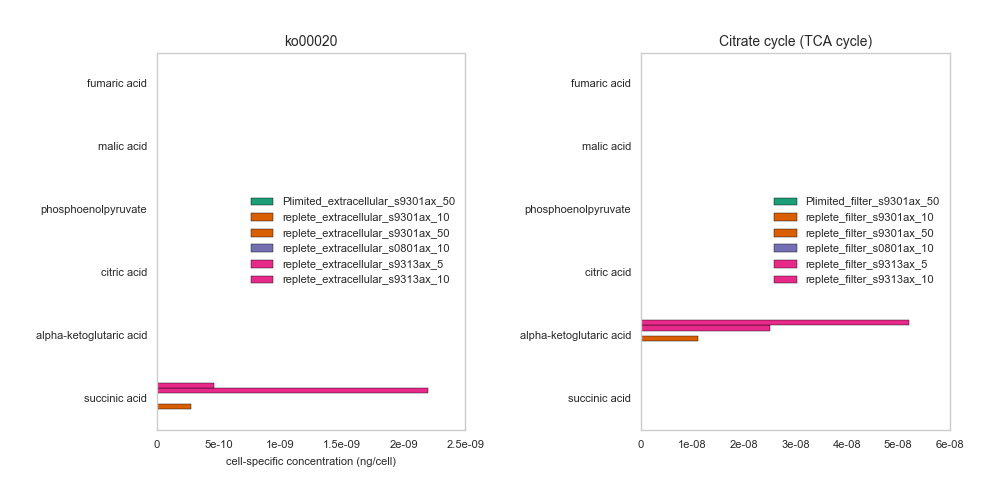 ko00020
fumaric acid
malic acid
phosphoenolpyruvate
citric acid
alpha-ketoglutaric acid
succinic acid
Plimited_extracellular_s9301ax_50
replete_extracellular_s9301ax_10
replete_extracellular_s9301ax_50
replete_extracellular_s0801ax_10
replete_extracellular_s9313ax_5
replete_extracellular_s9313ax_10
0 5e-10 1e-09 1.5e-09 2e-09 2.5e-09
cell-specific concentration (ng/cell)
Citrate cycle (TCA cycle)
fumaric acid
malic acid
phosphoenolpyruvate
citric acid
alpha-ketoglutaric acid
succinic acid
Plimited_filter_s9301ax_50
replete_filter_s9301ax_10
replete_filter_s9301ax_50
replete_filter_s0801ax_10
replete_filter_s9313ax_5
replete_filter_s9313ax_10
0 1e-08 2e-08 3e-08 4e-08 5e-08 6e-08